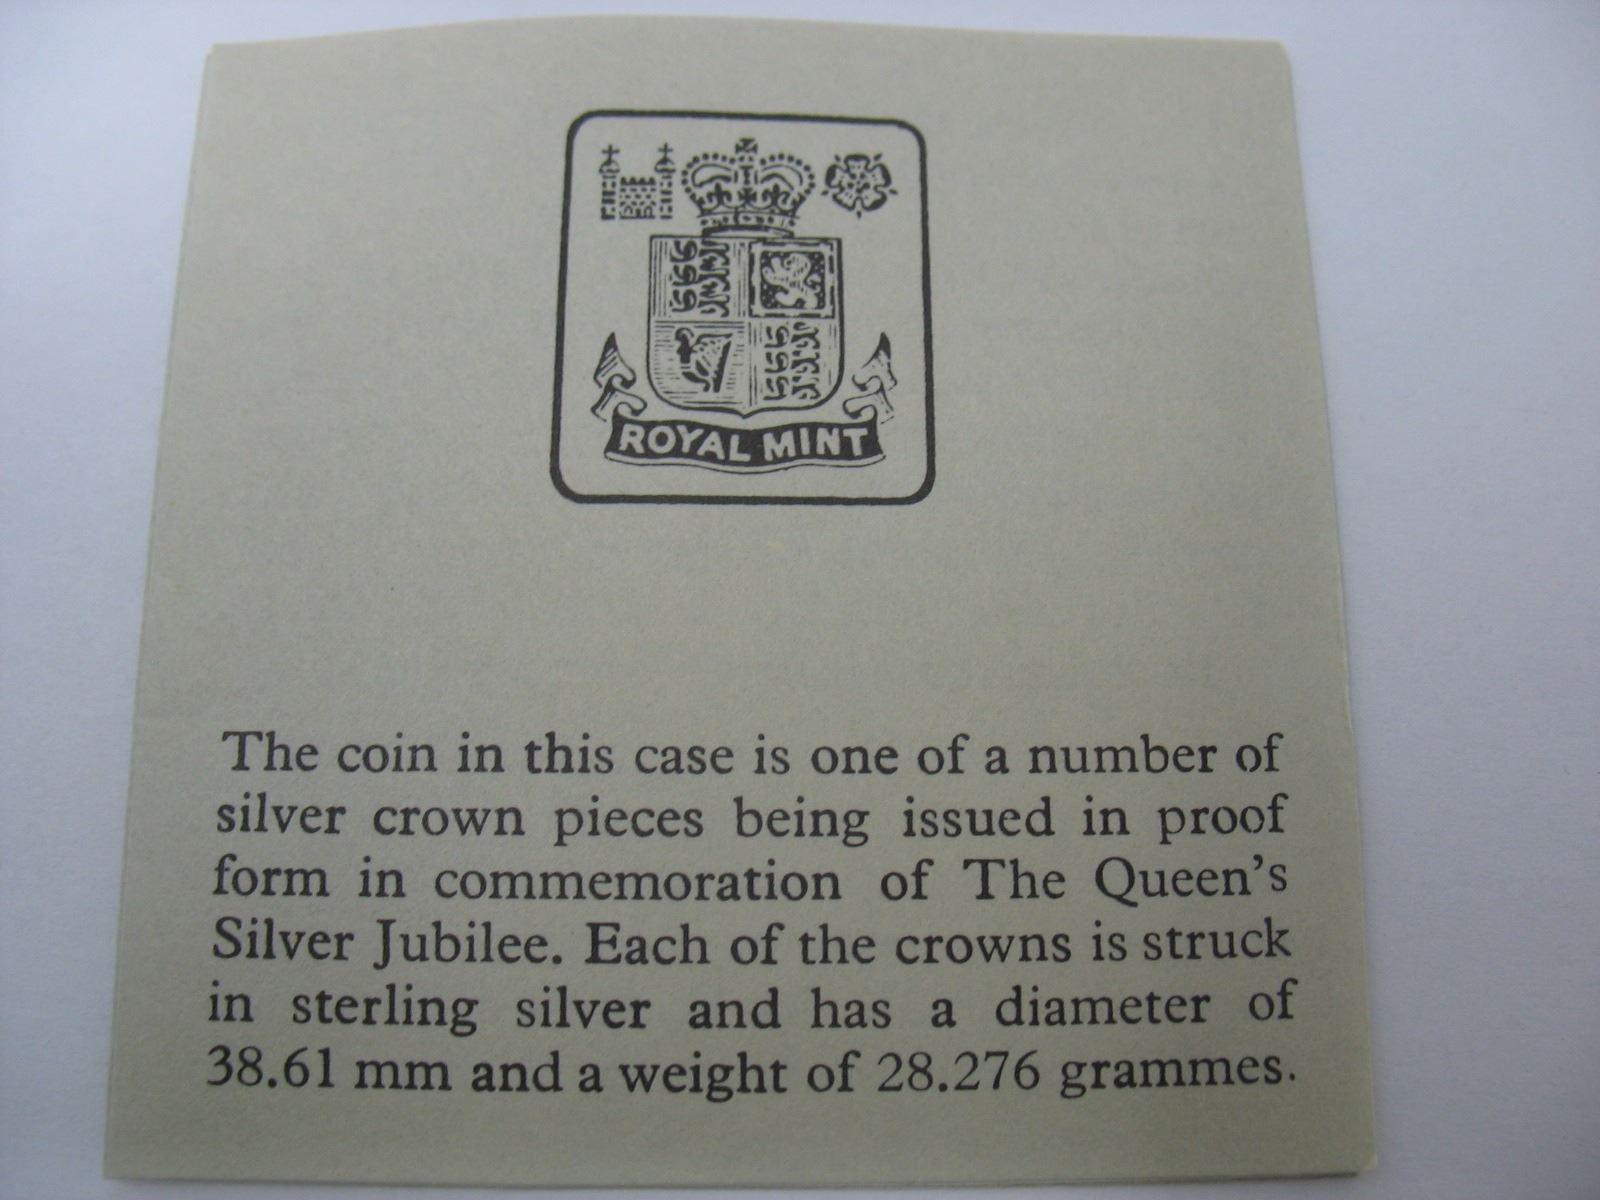 ROYAL MINT
The coin in this case is one of a number of
silver crown pieces being issued in proof
form in commemoration of The Queen's
Silver Jubilee. Each of the crowns is struck
in sterling silver and has a diameter of
38.61 mm and a weight of 28.276 grammes.